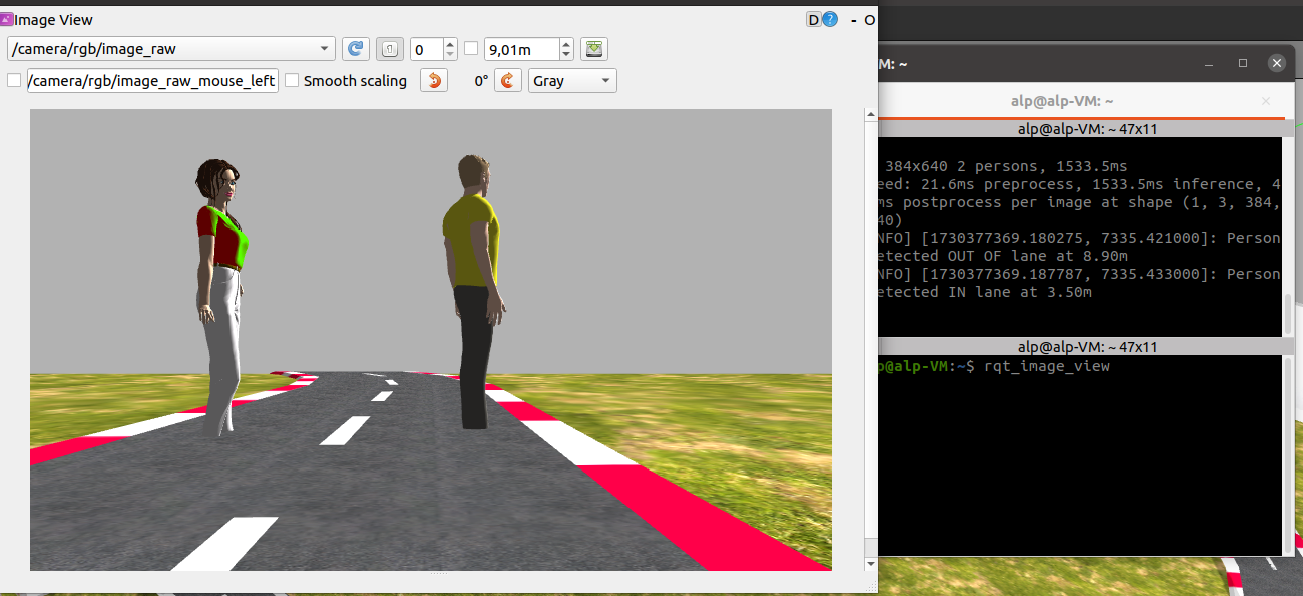 Image View
D ? - O
/camera/rgb/image_raw
1
0
9,01m
/camera/rgb/image_raw_mouse_left
Smooth scaling
0°
Gray
M: ~
alp@alp-VM: ~
alp@alp-VM: ~ 47x11
384x640 2 persons, 1533.5ms
eed: 21.6ms preprocess, 1533.5ms inference, 4
ms postprocess per image at shape (1, 3, 384,
40)
NFO] [1730377369.180275, 7335.421000]: Person
etected OUT OF lane at 8.90m
NFO] [1730377369.187787, 7335.433000]: Person
etected IN lane at 3.50m
alp@alp-VM: ~ 47x11
p@alp-VM:~$ rqt_image_view